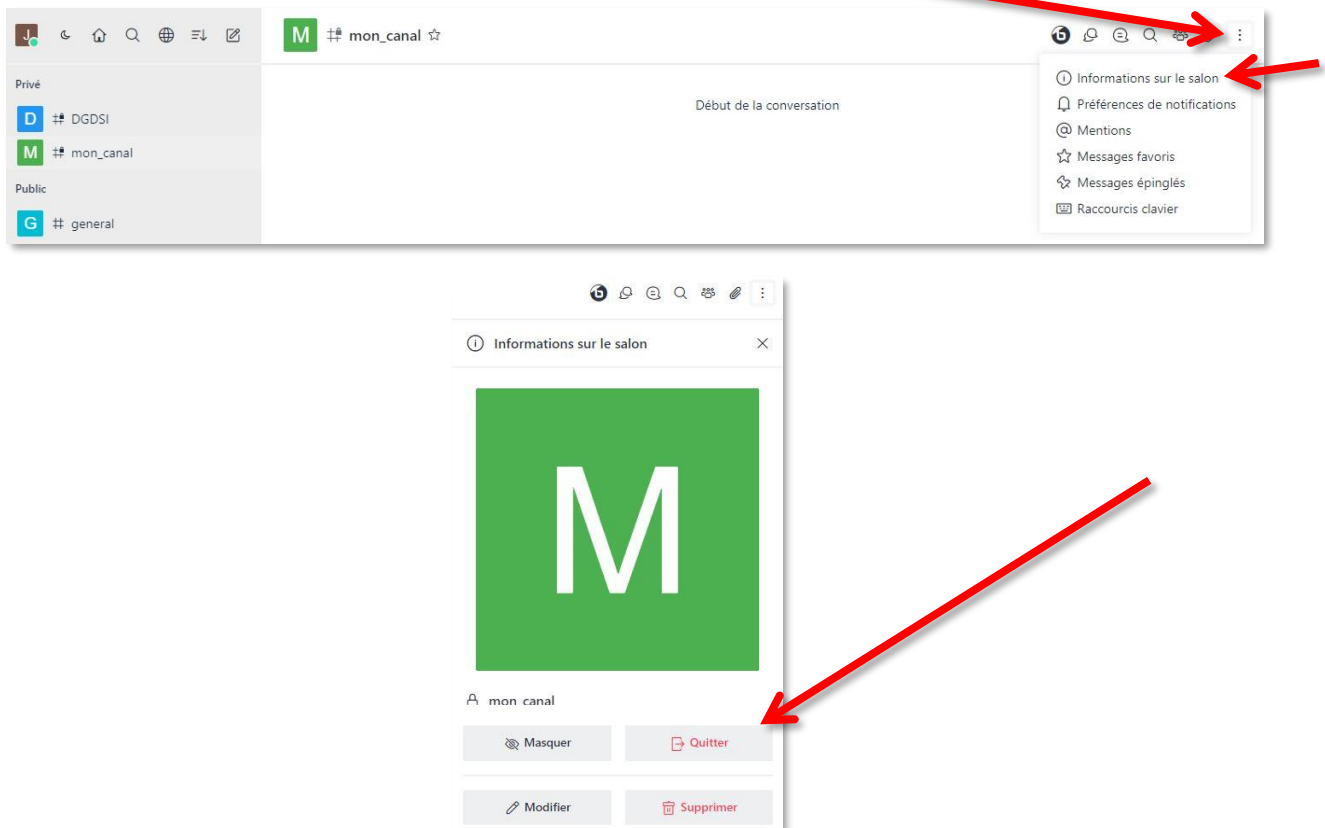 J
M mon_canal
Informations sur le salon
Privé
Préférences de notifications
Début de la conversation
D DGDSI
Mentions
M mon_canal
Messages favoris
Public
Messages épinglés
G # general
Raccourcis clavier
Informations sur le salon
M
mon_canal
Masquer Quitter
Modifier Supprimer